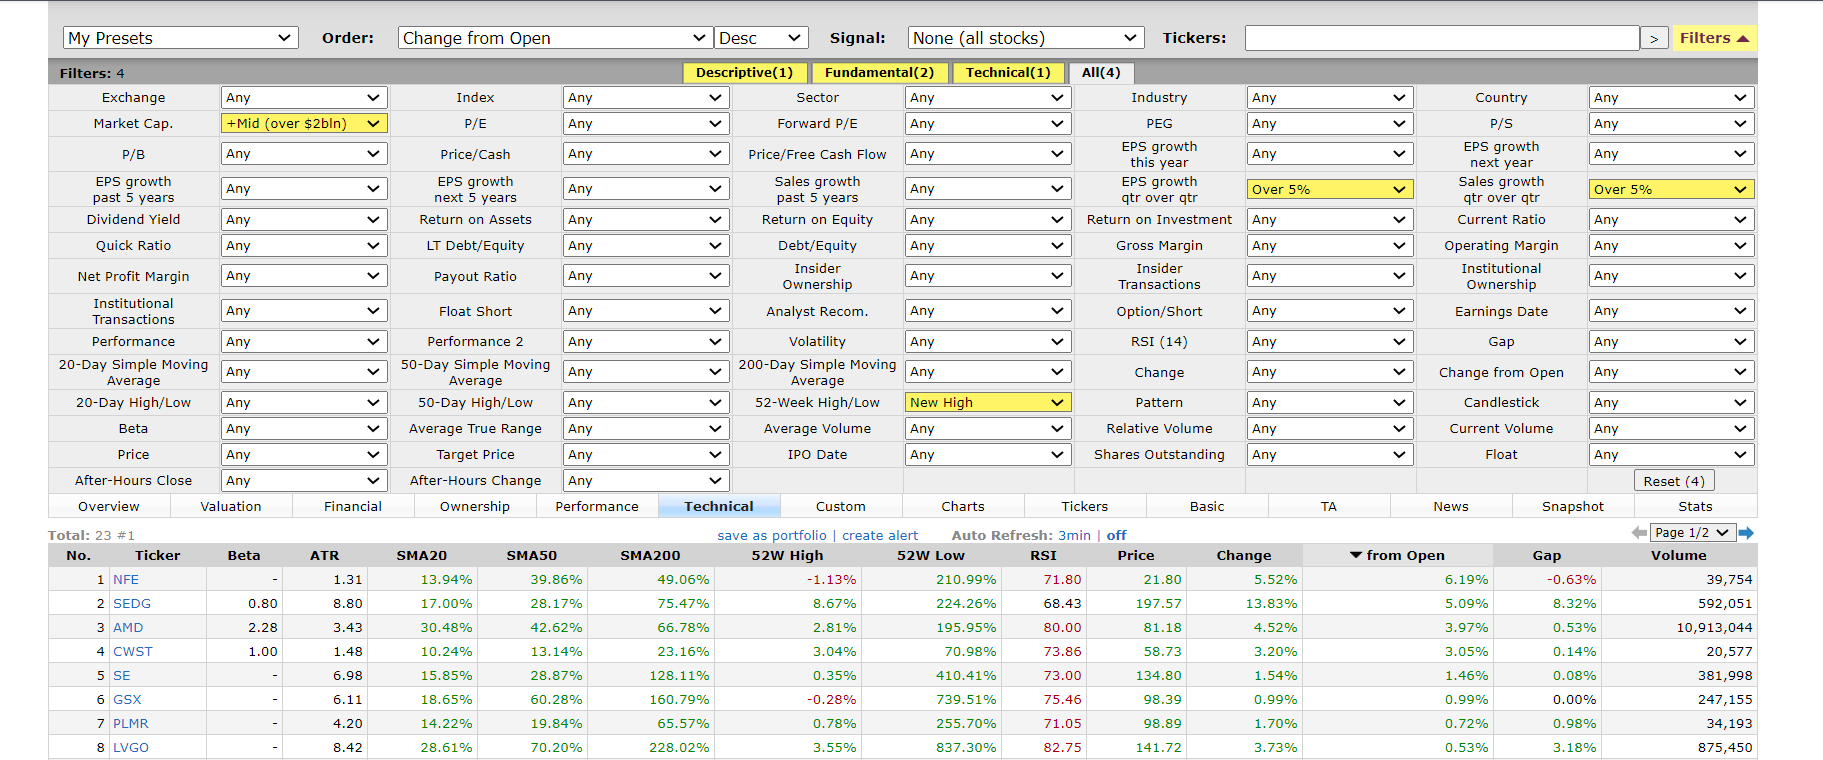 My Presets Order: Change from Open Desc Signal: None (all stocks) Tickers: > Filters
Filters: 4 Descriptive(1) Fundamental(2) Technical(1) All(4)
Exchange Any Index Any Sector Any Industry Any Country Any
Market Cap. +Mid (over $2bln) P/E Any Forward P/E Any PEG Any P/S Any
P/B Any Price/Cash Any Price/Free Cash Flow Any EPS growth this year Any EPS growth next year Any
EPS growth past 5 years Any EPS growth next 5 years Any Sales growth past 5 years Any EPS growth qtr over qtr Over 5% Sales growth qtr over qtr Over 5%
Dividend Yield Any Return on Assets Any Return on Equity Any Return on Investment Any Current Ratio Any
Quick Ratio Any LT Debt/Equity Any Debt/Equity Any Gross Margin Any Operating Margin Any
Net Profit Margin Any Payout Ratio Any Insider Ownership Any Insider Transactions Any Institutional Ownership Any
Institutional Transactions Any Float Short Any Analyst Recom. Any Option/Short Any Earnings Date Any
Performance Any Performance 2 Any Volatility Any RSI (14) Any Gap Any
20-Day Simple Moving Average Any 50-Day Simple Moving Average Any 200-Day Simple Moving Average Any Change Any Change from Open Any
20-Day High/Low Any 50-Day High/Low Any 52-Week High/Low New High Pattern Any Candlestick Any
Beta Any Average True Range Any Average Volume Any Relative Volume Any Current Volume Any
Price Any Target Price Any IPO Date Any Shares Outstanding Any Float Any
After-Hours Close Any After-Hours Change Any Reset (4)
Overview Valuation Financial Ownership Performance Technical Custom Charts Tickers Basic TA News Snapshot Stats
Total: 23 #1 save as portfolio | create alert Auto Refresh: 3min | off Page 1/2
No. Ticker Beta ATR SMA20 SMA50 SMA200 52W High 52W Low RSI Price Change from Open Gap Volume
1 NFE - 1.31 13.94% 39.86% 49.06% -1.13% 210.99% 71.80 21.80 5.52% 6.19% -0.63% 39,754
2 SEDG 0.80 8.80 17.00% 28.17% 75.47% 8.67% 224.26% 68.43 197.57 13.83% 5.09% 8.32% 592,051
3 AMD 2.28 3.43 30.48% 42.62% 66.78% 2.81% 195.95% 80.00 81.18 4.52% 3.97% 0.53% 10,913,044
4 CWST 1.00 1.48 10.24% 13.14% 23.16% 3.04% 70.98% 73.86 58.73 3.20% 3.05% 0.14% 20,577
5 SE - 6.98 15.85% 28.87% 128.11% 0.35% 410.41% 73.00 134.80 1.54% 1.46% 0.08% 381,998
6 GSX - 6.11 18.65% 60.28% 160.79% -0.28% 739.51% 75.46 98.39 0.99% 0.99% 0.00% 247,155
7 PLMR - 4.20 14.22% 19.84% 65.57% 0.78% 255.70% 71.05 98.89 1.70% 0.72% 0.98% 34,193
8 LVGO - 8.42 28.61% 70.20% 228.02% 3.55% 837.30% 82.75 141.72 3.73% 0.53% 3.18% 875,450